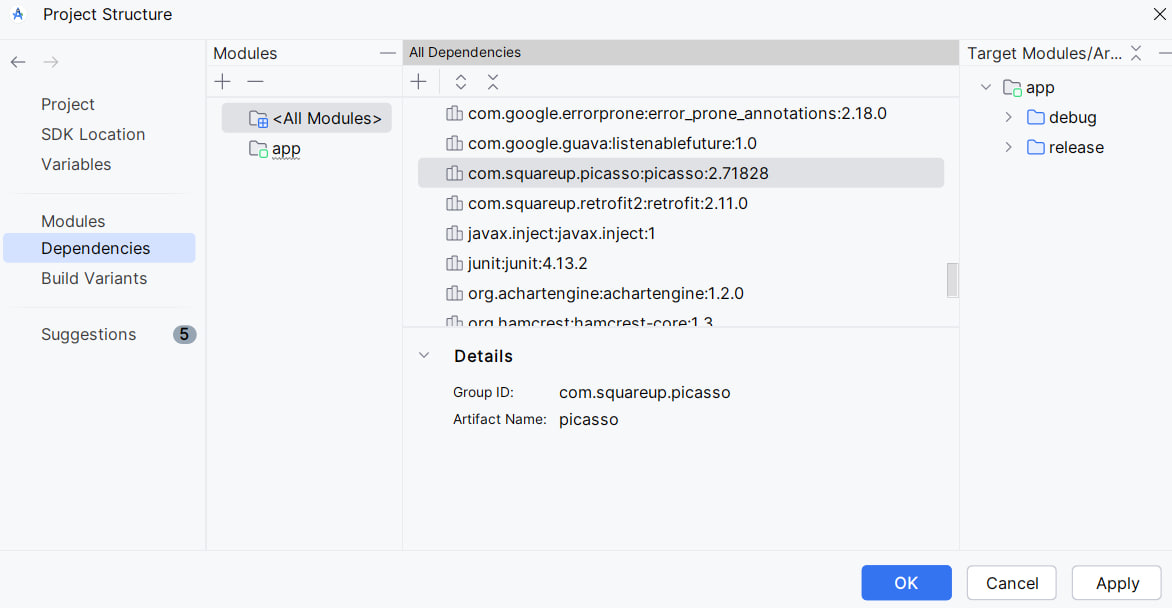 Project Structure
Project
SDK Location
Variables
Modules
Dependencies
Build Variants
Suggestions 5
Modules
<All Modules>
app
All Dependencies
com.google.errorprone:error_prone_annotations:2.18.0
com.google.guava:listenablefuture:1.0
com.squareup.picasso:picasso:2.71828
com.squareup.retrofit2:retrofit:2.11.0
javax.inject:javax.inject:1
junit:junit:4.13.2
org.achartengine:achartengine:1.2.0
org.hamcrest:hamcrest-core:1.3
Details
Group ID: com.squareup.picasso
Artifact Name: picasso
Target Modules/Ar...
app
debug
release
OK Cancel Apply